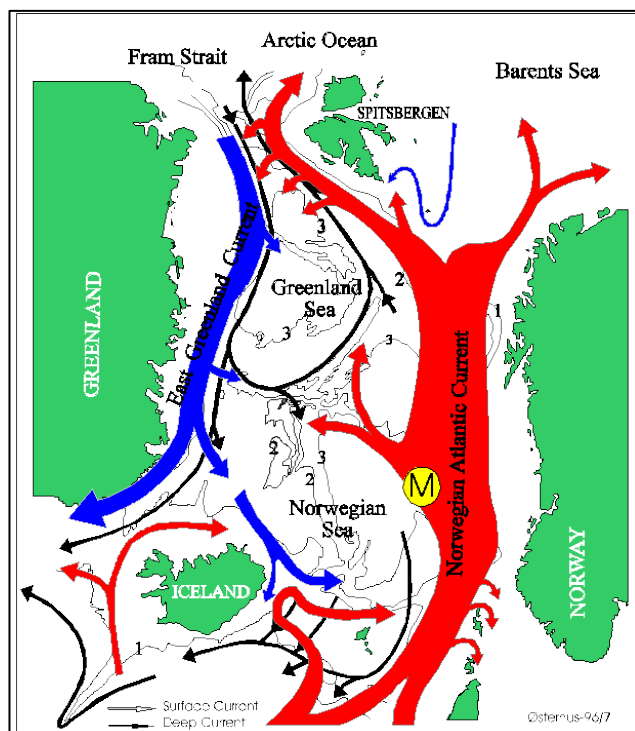 Arctic Ocean
Fram Strait
Barents Sea
SPITSBERGEN
3
Greenland
Sea
2
1
3
3
GREENLAND
East Greenland Current
Norwegian Atlantic Current
2
3
2
M
Norwegian
Sea
ICELAND
NORWAY
1
Surface Current
Deep Current
Østerhus-96/7